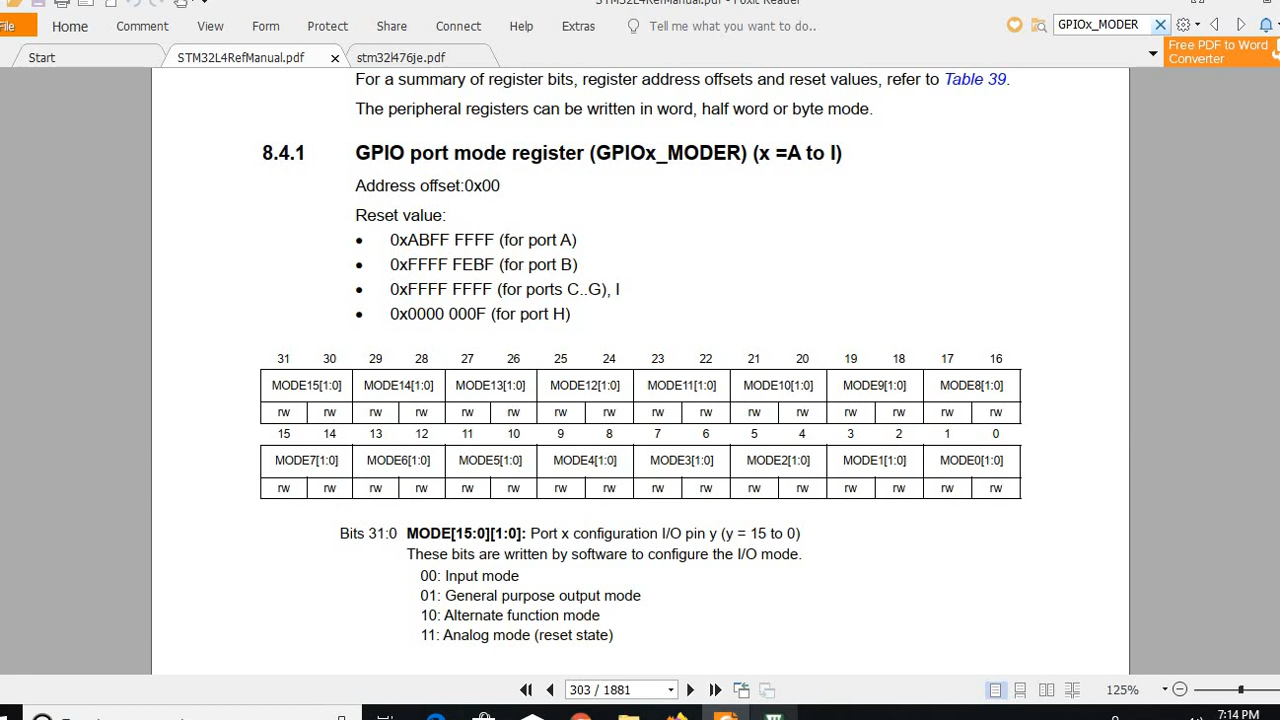 STM32L4RefManual.pdf - Foxit Reader
File Home Comment View Form Protect Share Connect Help Extras Tell me what you want to do.. GPIOx_MODER
Start STM32L4RefManual.pdf stm32l476je.pdf Free PDF to Word
Converter
For a summary of register bits, register address offsets and reset values, refer to Table 39.
The peripheral registers can be written in word, half word or byte mode.
8.4.1 GPIO port mode register (GPIOx_MODER) (x =A to I)
Address offset:0x00
Reset value:
• 0xABFF FFFF (for port A)
• 0xFFFF FEBF (for port B)
• 0xFFFF FFFF (for ports C..G), I
• 0x0000 000F (for port H)
31 30 29 28 27 26 25 24 23 22 21 20 19 18 17 16
MODE15[1:0] MODE14[1:0] MODE13[1:0] MODE12[1:0] MODE11[1:0] MODE10[1:0] MODE9[1:0] MODE8[1:0]
rw rw rw rw rw rw rw rw rw rw rw rw rw rw rw rw
15 14 13 12 11 10 9 8 7 6 5 4 3 2 1 0
MODE7[1:0] MODE6[1:0] MODE5[1:0] MODE4[1:0] MODE3[1:0] MODE2[1:0] MODE1[1:0] MODE0[1:0]
rw rw rw rw rw rw rw rw rw rw rw rw rw rw rw rw
Bits 31:0 MODE[15:0][1:0]: Port x configuration I/O pin y (y = 15 to 0)
These bits are written by software to configure the I/O mode.
00: Input mode
01: General purpose output mode
10: Alternate function mode
11: Analog mode (reset state)
303 / 1881 125%
7:14 PM